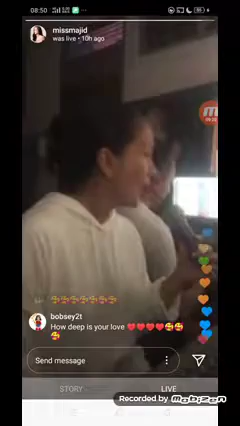 08:50
missmajid
was live • 10h ago
bobsey2t
How deep is your love ❤️❤️❤️❤️🥰🥰
🥰
Send message
STORY
LIVE
Recorded by Mobizen